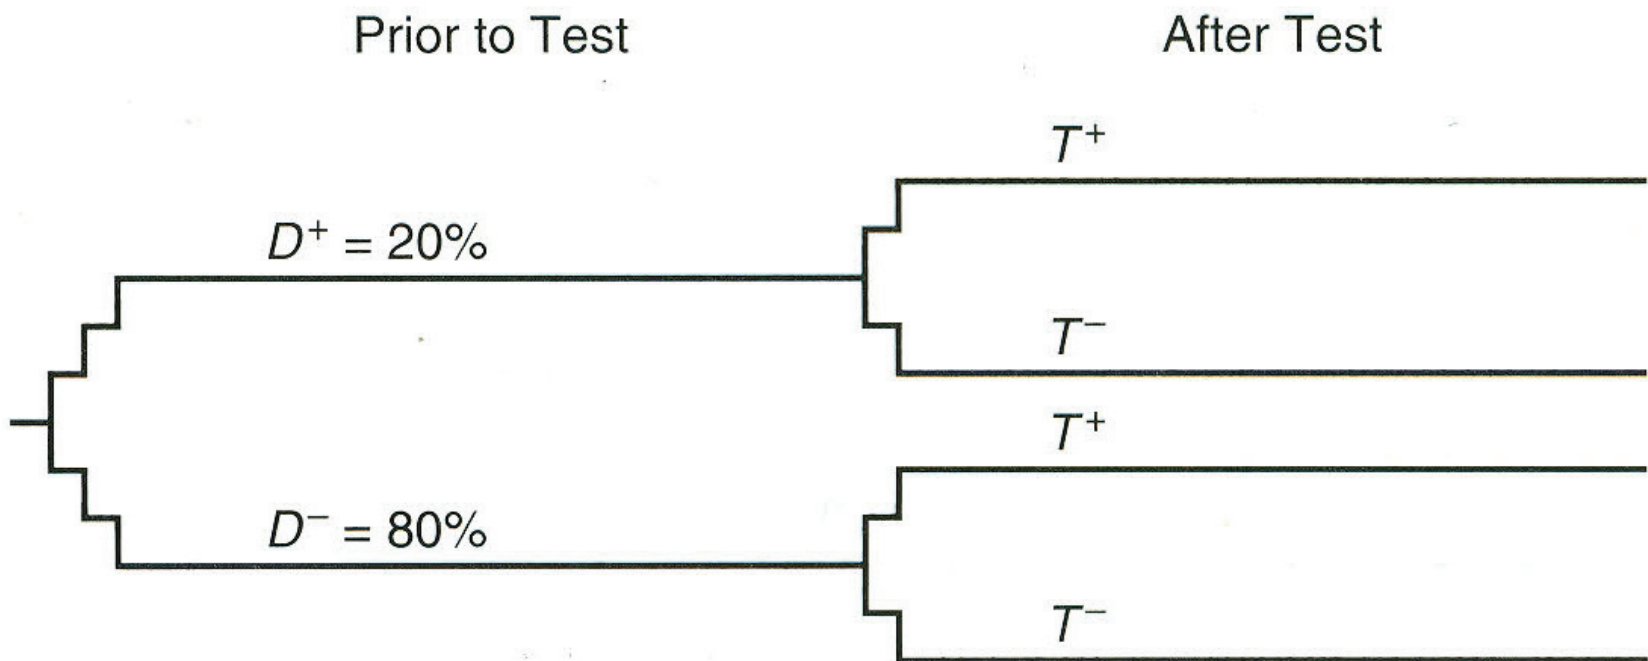 Prior to Test After Test
T⁺
D⁺ = 20%
T⁻
T⁺
D⁻ = 80%
T⁻